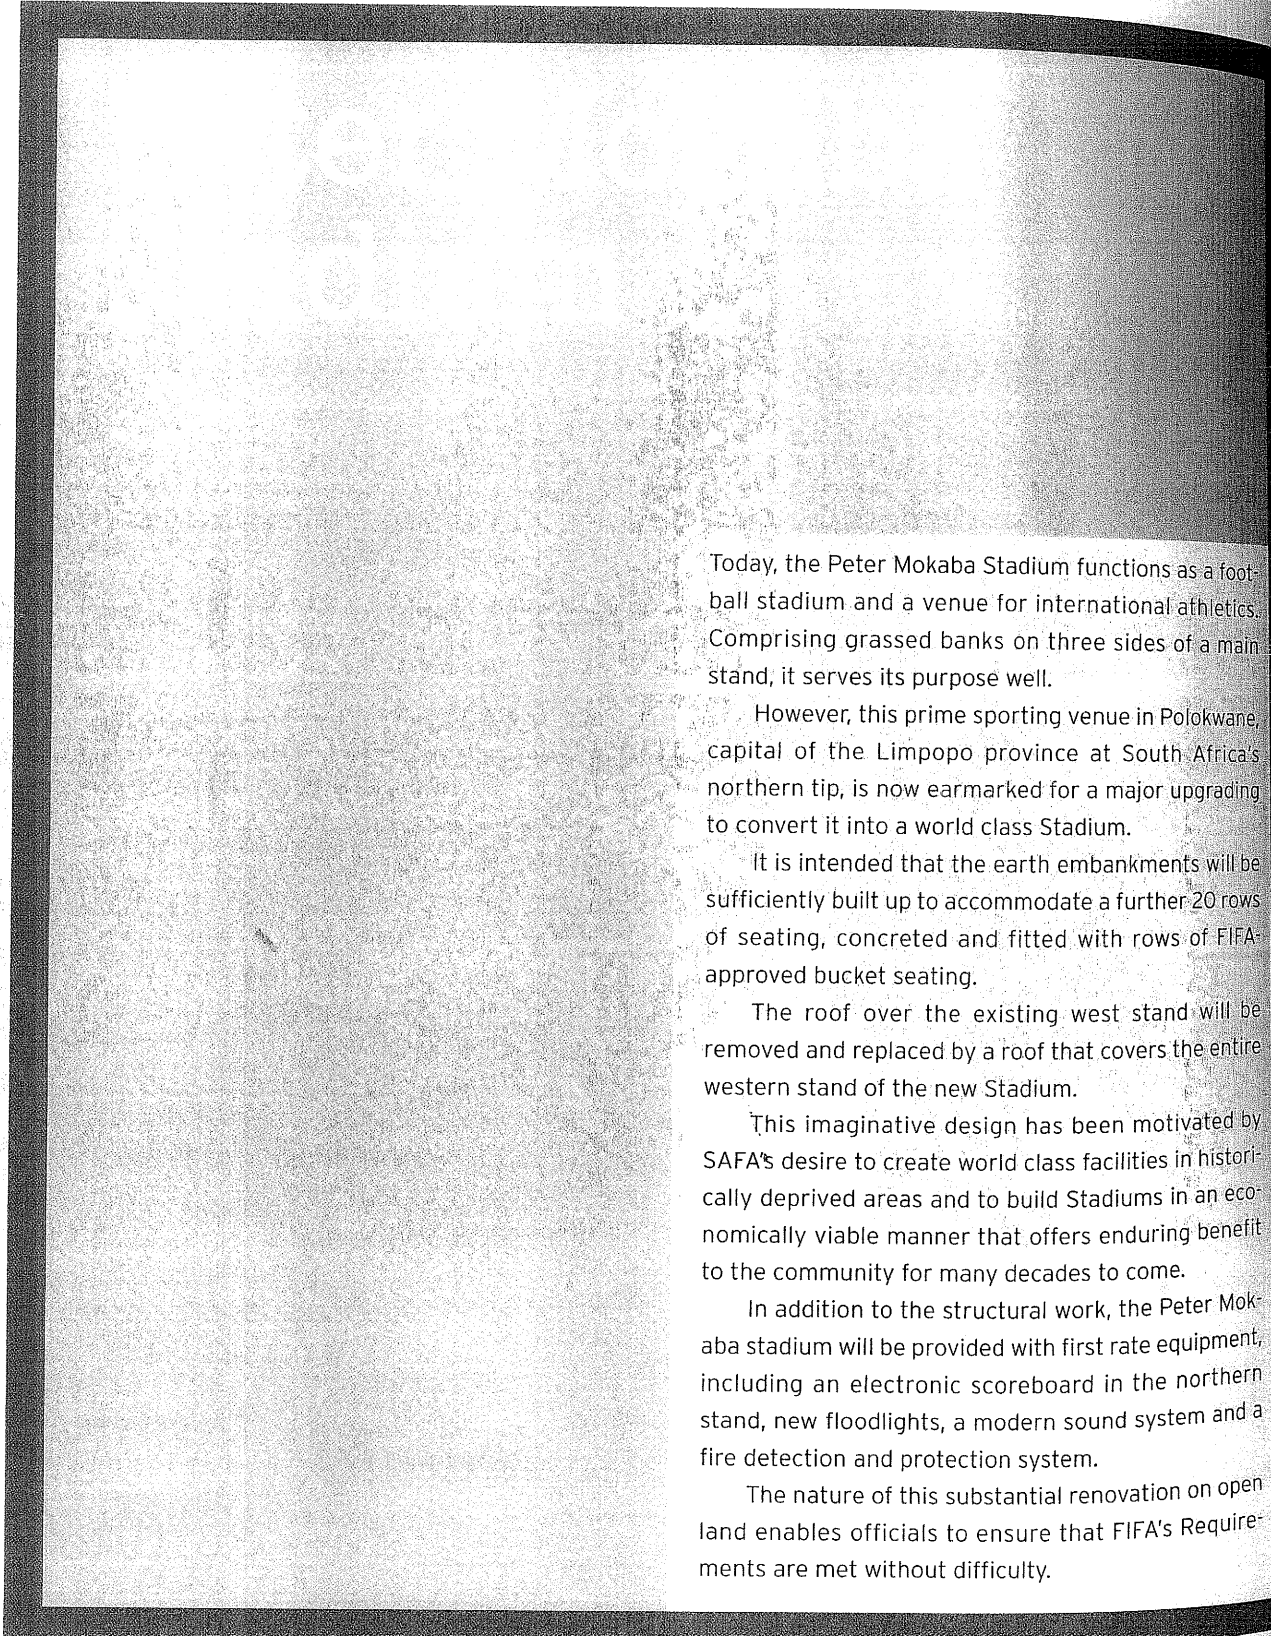 Today, the Peter Mokaba Stadium functions as a foot-
ball stadium and a venue for international athletics.
Comprising grassed banks on three sides of a main
stand, it serves its purpose well.
However, this prime sporting venue in Polokwane,
capital of the Limpopo province at South Africa's
northern tip, is now earmarked for a major upgrading
to convert it into a world class Stadium.
It is intended that the earth embankments will be
sufficiently built up to accommodate a further 20 rows
of seating, concreted and fitted with rows of FIFA-
approved bucket seating.
The roof over the existing west stand will be
removed and replaced by a roof that covers the entire
western stand of the new Stadium.
This imaginative design has been motivated by
SAFA's desire to create world class facilities in histori-
cally deprived areas and to build Stadiums in an eco-
nomically viable manner that offers enduring benefit
to the community for many decades to come.
In addition to the structural work, the Peter Mok-
aba stadium will be provided with first rate equipment,
including an electronic scoreboard in the northern
stand, new floodlights, a modern sound system and a
fire detection and protection system.
The nature of this substantial renovation on open
land enables officials to ensure that FIFA's Require-
ments are met without difficulty.